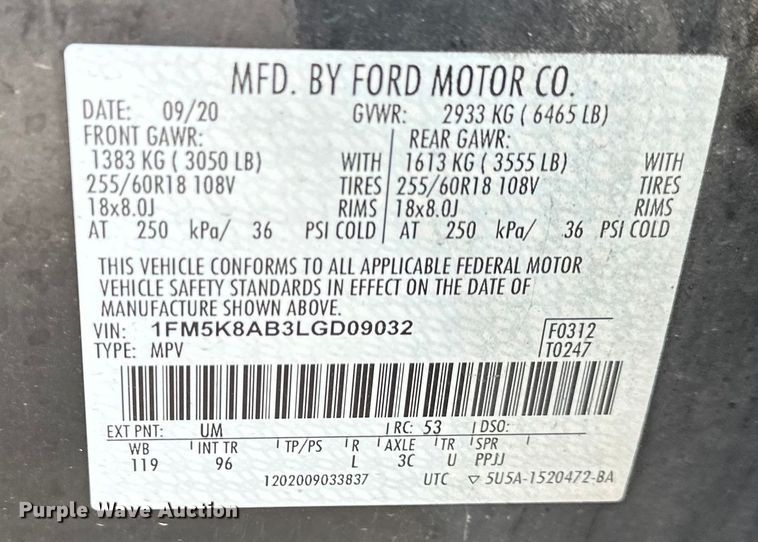 MFD. BY FORD MOTOR CO.
DATE: 09/20 GVWR: 2933 KG ( 6465 LB)
FRONT GAWR: REAR GAWR:
1383 KG ( 3050 LB) WITH 1613 KG ( 3555 LB) WITH
255/60R18 108V TIRES 255/60R18 108V TIRES
18x8.0J RIMS 18x8.0J RIMS
AT 250 kPa/ 36 PSI COLD AT 250 kPa/ 36 PSI COLD
THIS VEHICLE CONFORMS TO ALL APPLICABLE FEDERAL MOTOR
VEHICLE SAFETY STANDARDS IN EFFECT ON THE DATE OF
MANUFACTURE SHOWN ABOVE.
VIN: 1FM5K8AB3LGD09032 F0312
TYPE: MPV T0247
EXT PNT: UM RC: 53 DSO:
WB INT TR TP/PS R AXLE TR SPR
119 96 L 3C U PPJJ
1202009033837 UTC ▽ 5U5A-1520472-BA
Purple Wave Auction